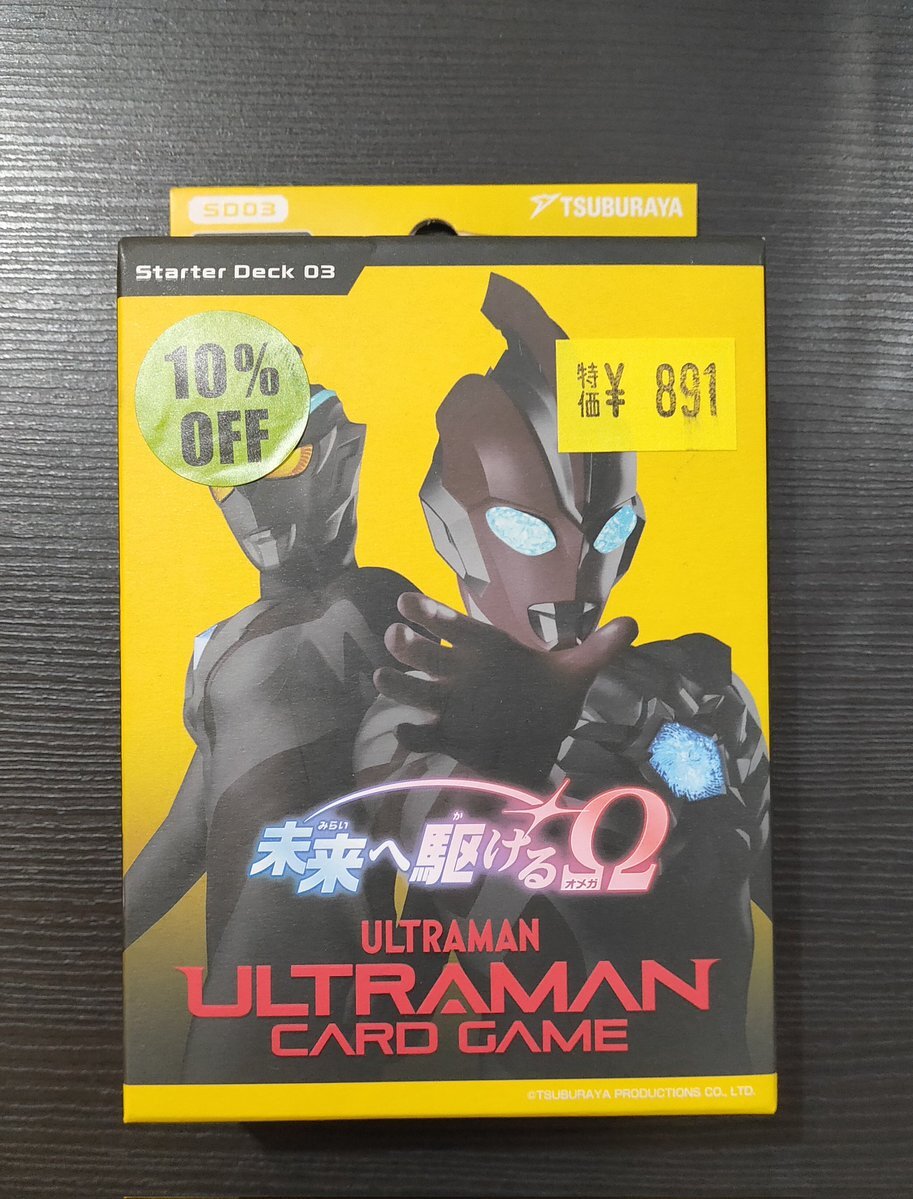 SD03
TSUBURAYA
Starter Deck 03
10%
OFF
特価¥ 891
みらい か
未来へ駆けるΩ
オメガ
ULTRAMAN
ULTRAMAN
CARD GAME
©TSUBURAYA PRODUCTIONS CO., LTD.